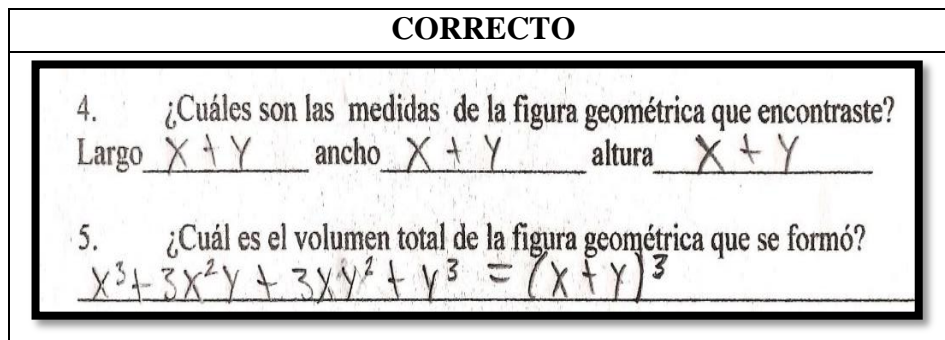 CORRECTO
4. ¿Cuáles son las medidas de la figura geométrica que encontraste?
Largo X + Y ancho X + Y altura X + Y
5. ¿Cuál es el volumen total de la figura geométrica que se formó?
X³ + 3X²Y + 3XY² + Y³ = (X + Y)³